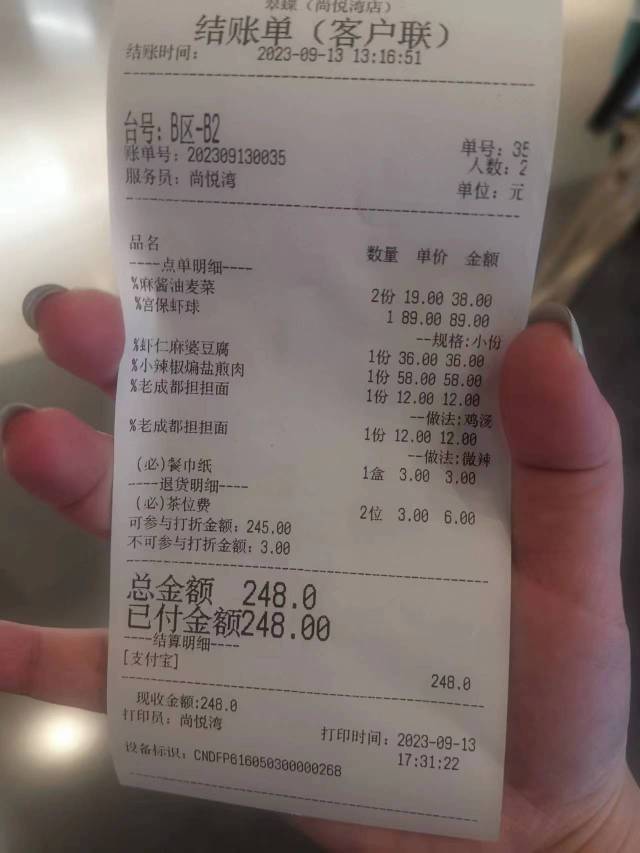 翠蝶（尚悦湾店）
结账单（客户联）
结账时间： 2023-09-13 13:16:51
台号：B区-B2
单号：35
账单号：202309130035
人数：2
服务员：尚悦湾
单位：元
品名 数量 单价 金额
----点单明细----
%麻酱油麦菜 2份 19.00 38.00
%宫保虾球 1 89.00 89.00
--规格:小份
%虾仁麻婆豆腐 1份 36.00 36.00
%小辣椒煸盐煎肉 1份 58.00 58.00
%老成都担担面 1份 12.00 12.00
--做法:鸡汤
%老成都担担面 1份 12.00 12.00
--做法:微辣
(必)餐巾纸 1盒 3.00 3.00
----退货明细----
(必)茶位费 2位 3.00 6.00
可参与打折金额：245.00
不可参与打折金额：3.00
总金额 248.0
已付金额248.00
----结算明细----
[支付宝] 248.0
现收金额:248.0
打印员：尚悦湾
打印时间：2023-09-13
17:31:22
设备标识：CNDFP616050300000268